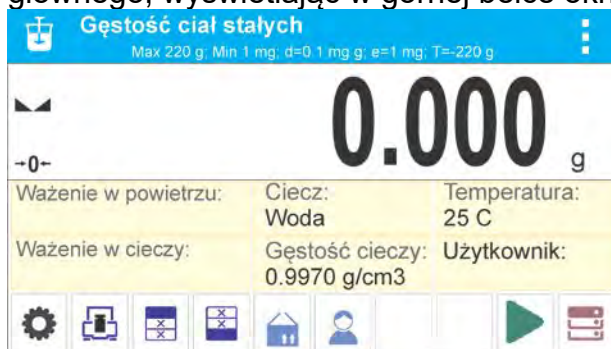 Gęstość ciał stałych
Max 220 g; Min 1 mg; d=0.1 mg g; e=1 mg; T=-220 g
→0←
0.000 g
Ważenie w powietrzu:
Ciecz:
Woda
Temperatura:
25 C
Ważenie w cieczy:
Gęstość cieczy:
0.9970 g/cm3
Użytkownik: